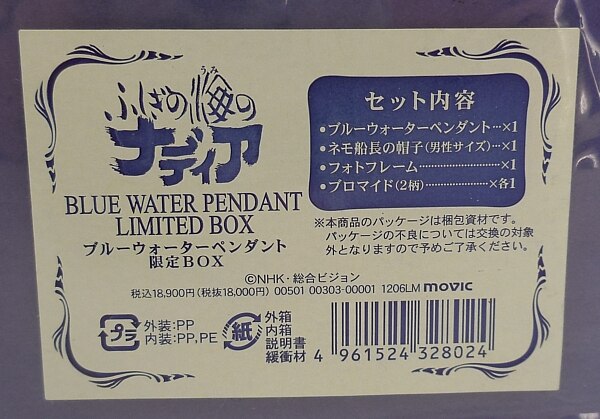 ふしぎの海の
うみ
ナディア
BLUE WATER PENDANT
LIMITED BOX
ブルーウォーターペンダント
限定BOX
セット内容
●ブルーウォーターペンダント…×1
●ネモ船長の帽子(男性サイズ)…×1
●フォトフレーム……………………×1
●ブロマイド(2柄)………………×各1
※本商品のパッケージは梱包資材です。
パッケージの不良については交換の対象
外となりますので予めご了承ください。
©NHK・総合ビジョン
税込18,900円(税抜18,000円) 00501 00303-00001 1206LM movic
プラ
外装:PP
内装:PP,PE
紙
外箱
内箱
説明書
緩衝材
4 961524 328024